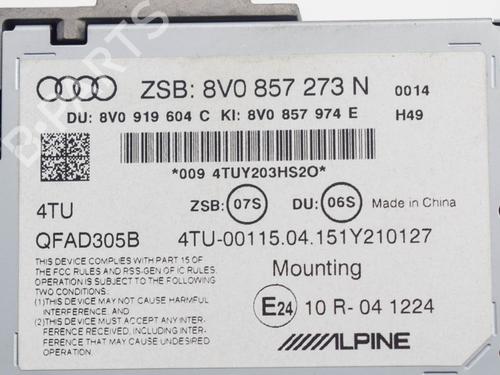 B-PARTS
ZSB: 8V0 857 273 N 0014
DU: 8V0 919 604 C KI: 8V0 857 974 E H49
*009 4TUY203HS2O*
4TU ZSB: 07S DU: 06S Made in China
QFAD305B 4TU-00115.04.151Y210127
THIS DEVICE COMPLIES WITH PART 15 OF
THE FCC RULES AND RSS-GEN OF IC RULES.
OPERATION IS SUBJECT TO THE FOLLOWING
TWO CONDITIONS:
(1)THIS DEVICE MAY NOT CAUSE HARMFUL
INTERFERENCE, AND
(2)THIS DEVICE MUST ACCEPT ANY
INTERFERENCE RECEIVED, INCLUDING INTER-
FERENCE THAT MAY CAUSE UNDESIRED
OPERATION.
Mounting
E24 10 R- 04 1224
ALPINE